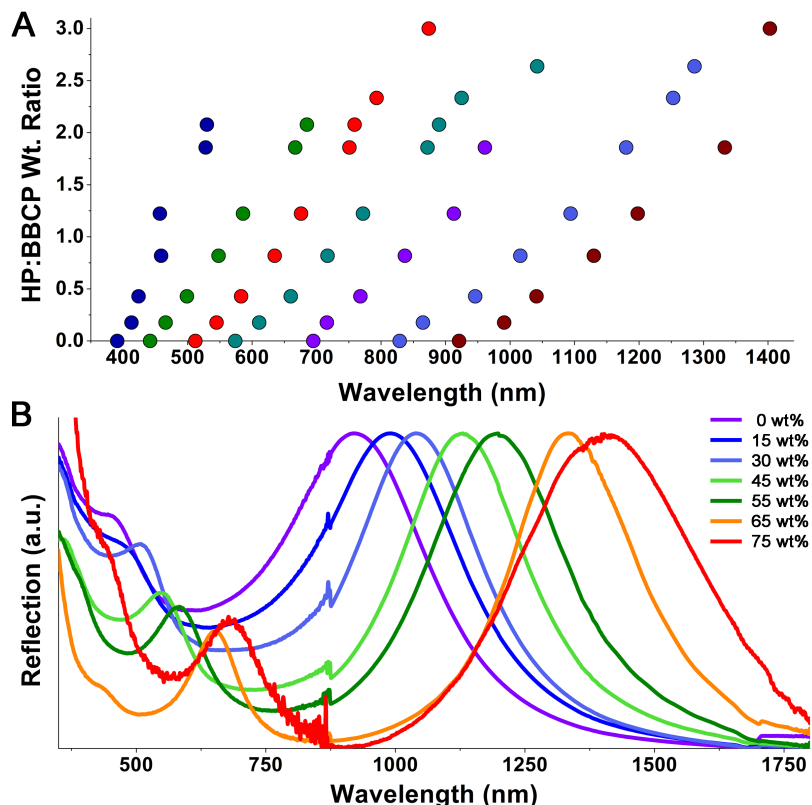 A
HP:BBCP Wt. Ratio
3.0
2.5
2.0
1.5
1.0
0.5
0.0
400 500 600 700 800 900 1000 1100 1200 1300 1400
Wavelength (nm)
B
Reflection (a.u.)
0 wt%
15 wt%
30 wt%
45 wt%
55 wt%
65 wt%
75 wt%
500 750 1000 1250 1500 1750
Wavelength (nm)